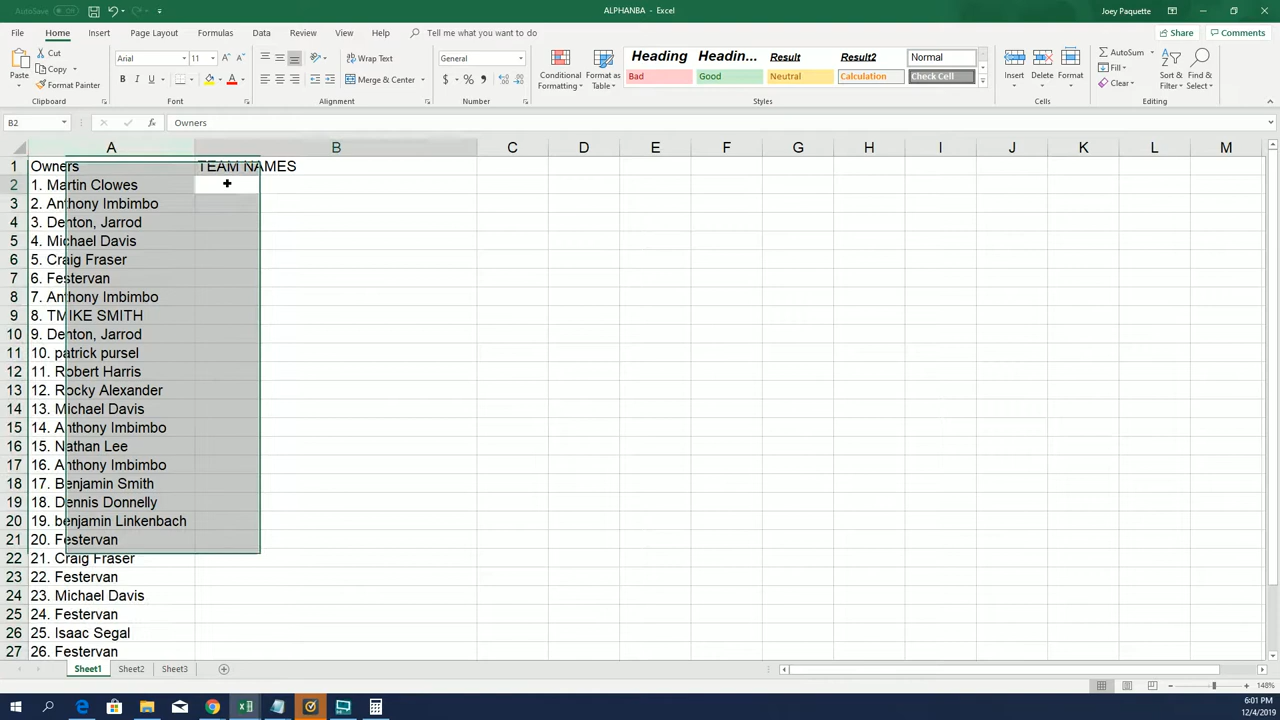 AutoSave Off
ALPHANBA - Excel
Joey Paquette
File Home Insert Page Layout Formulas Data Review View Help Tell me what you want to do
Share Comments
Paste
Cut
Copy
Format Painter
Clipboard
Arial 11
B I U
Font
Wrap Text
Merge & Center
Alignment
General
$ % ,
Number
Conditional Formatting
Format as Table
Heading Headin... Result Result2 Normal
Bad Good Neutral Calculation Check Cell
Styles
Insert Delete Format
Cells
AutoSum
Fill
Clear
Sort & Filter
Find & Select
Editing
B2
fx
Owners
A B C D E F G H I J K L M
1 Owners TEAM NAMES
2 1. Martin Clowes
3 2. Anthony Imbimbo
4 3. Denton, Jarrod
5 4. Michael Davis
6 5. Craig Fraser
7 6. Festervan
8 7. Anthony Imbimbo
9 8. TMIKE SMITH
10 9. Denton, Jarrod
11 10. patrick pursel
12 11. Robert Harris
13 12. Rocky Alexander
14 13. Michael Davis
15 14. Anthony Imbimbo
16 15. Nathan Lee
17 16. Anthony Imbimbo
18 17. Benjamin Smith
19 18. Dennis Donnelly
20 19. benjamin Linkenbach
21 20. Festervan
22 21. Craig Fraser
23 22. Festervan
24 23. Michael Davis
25 24. Festervan
26 25. Isaac Segal
27 26. Festervan
Sheet1 Sheet2 Sheet3
148%
6:01 PM
12/4/2019